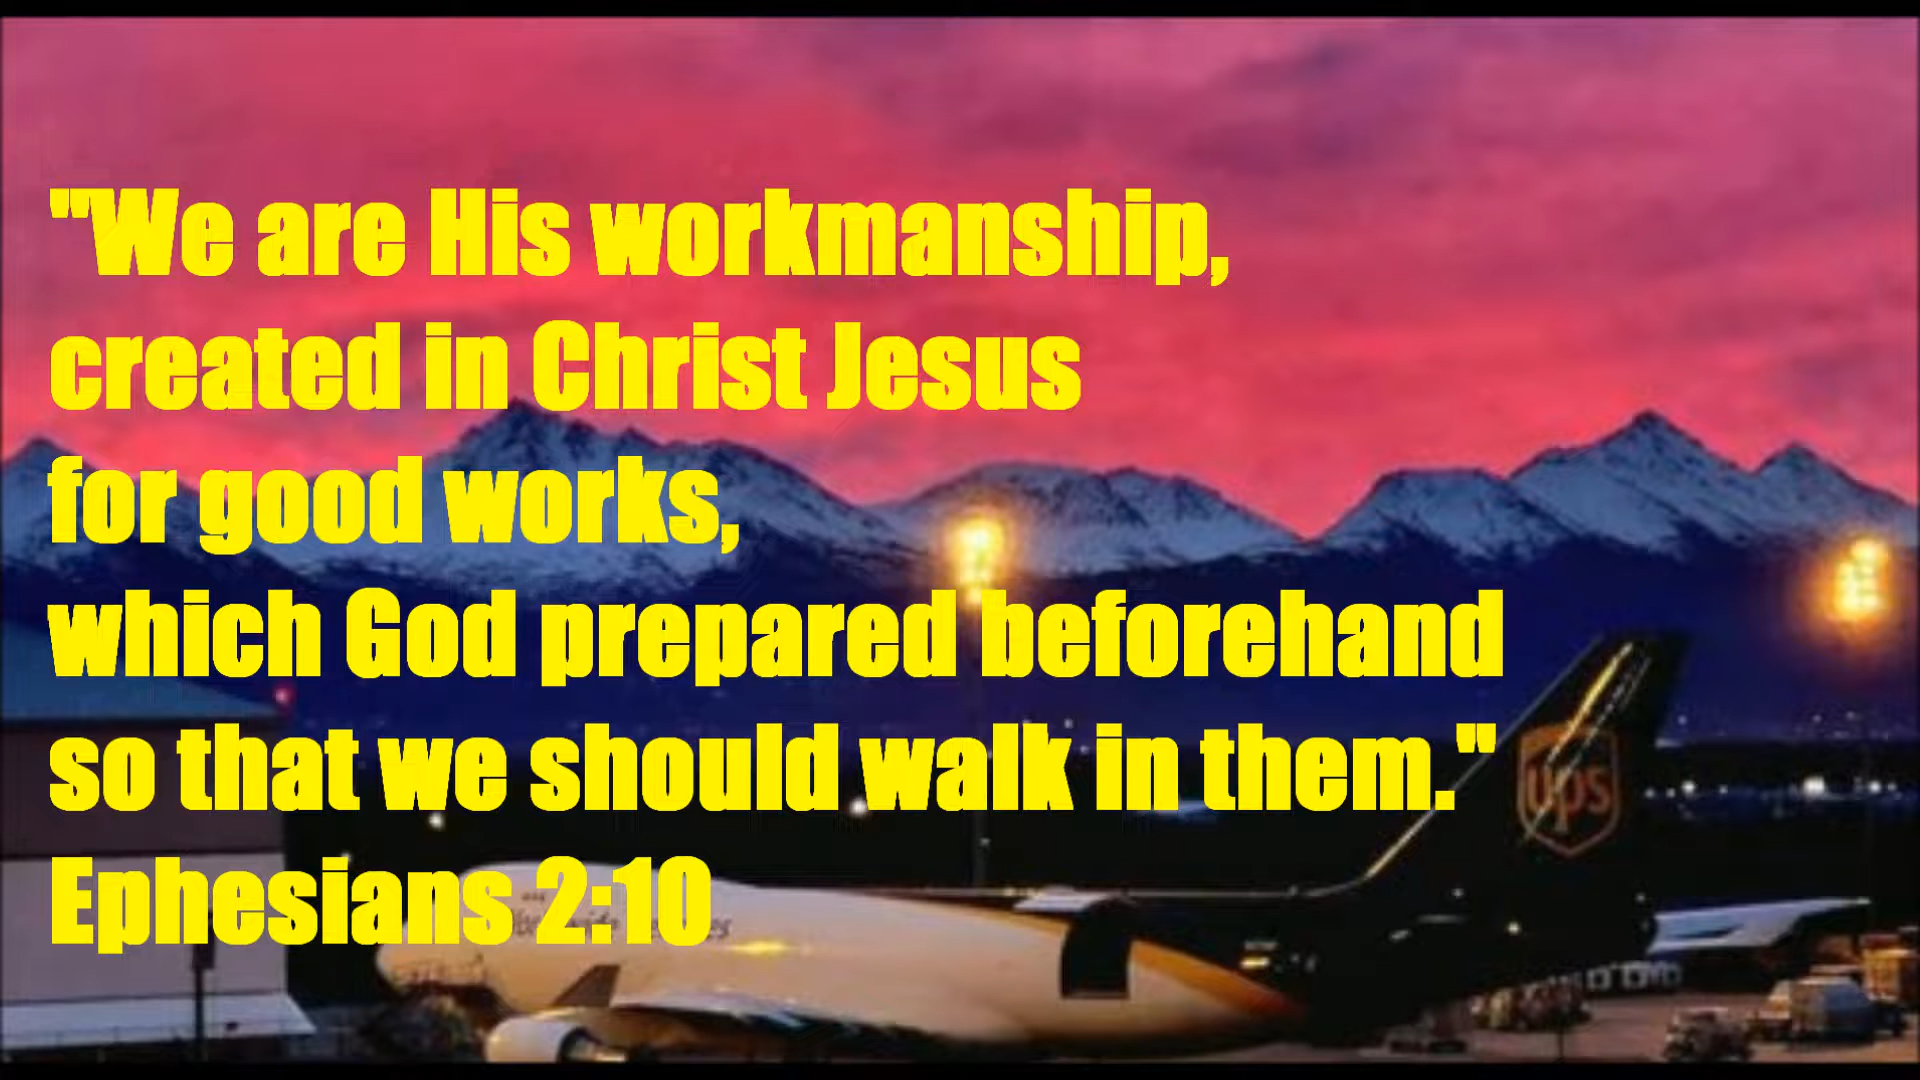 "We are His workmanship,
created in Christ Jesus
for good works,
which God prepared beforehand
so that we should walk in them."
ups
Ephesians 2:10